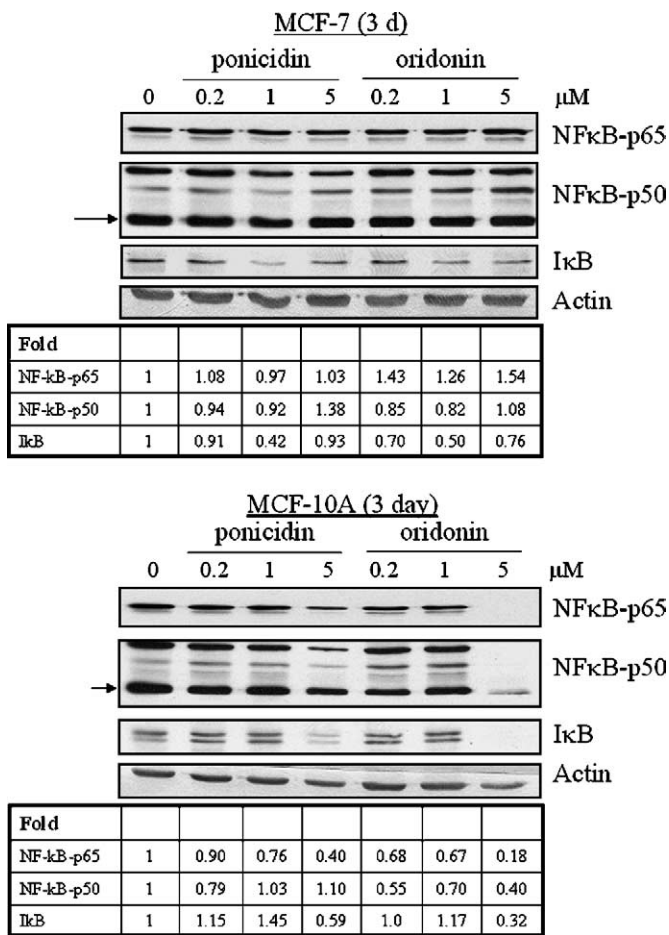 MCF-7 (3 d)
ponicidin oridonin
0 0.2 1 5 0.2 1 5 μM
NFκB-p65
NFκB-p50
IκB
Actin
Fold
NF-kB-p65 1 1.08 0.97 1.03 1.43 1.26 1.54
NF-kB-p50 1 0.94 0.92 1.38 0.85 0.82 1.08
IkB 1 0.91 0.42 0.93 0.70 0.50 0.76
MCF-10A (3 day)
ponicidin oridonin
0 0.2 1 5 0.2 1 5 μM
NFκB-p65
NFκB-p50
IκB
Actin
Fold
NF-kB-p65 1 0.90 0.76 0.40 0.68 0.67 0.18
NF-kB-p50 1 0.79 1.03 1.10 0.55 0.70 0.40
IkB 1 1.15 1.45 0.59 1.0 1.17 0.32